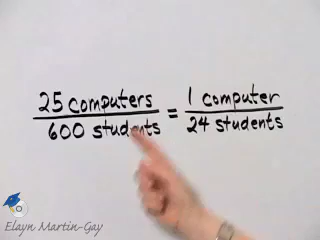 25 computers = 1 computer
600 students 24 students
Elayn Martin-Gay